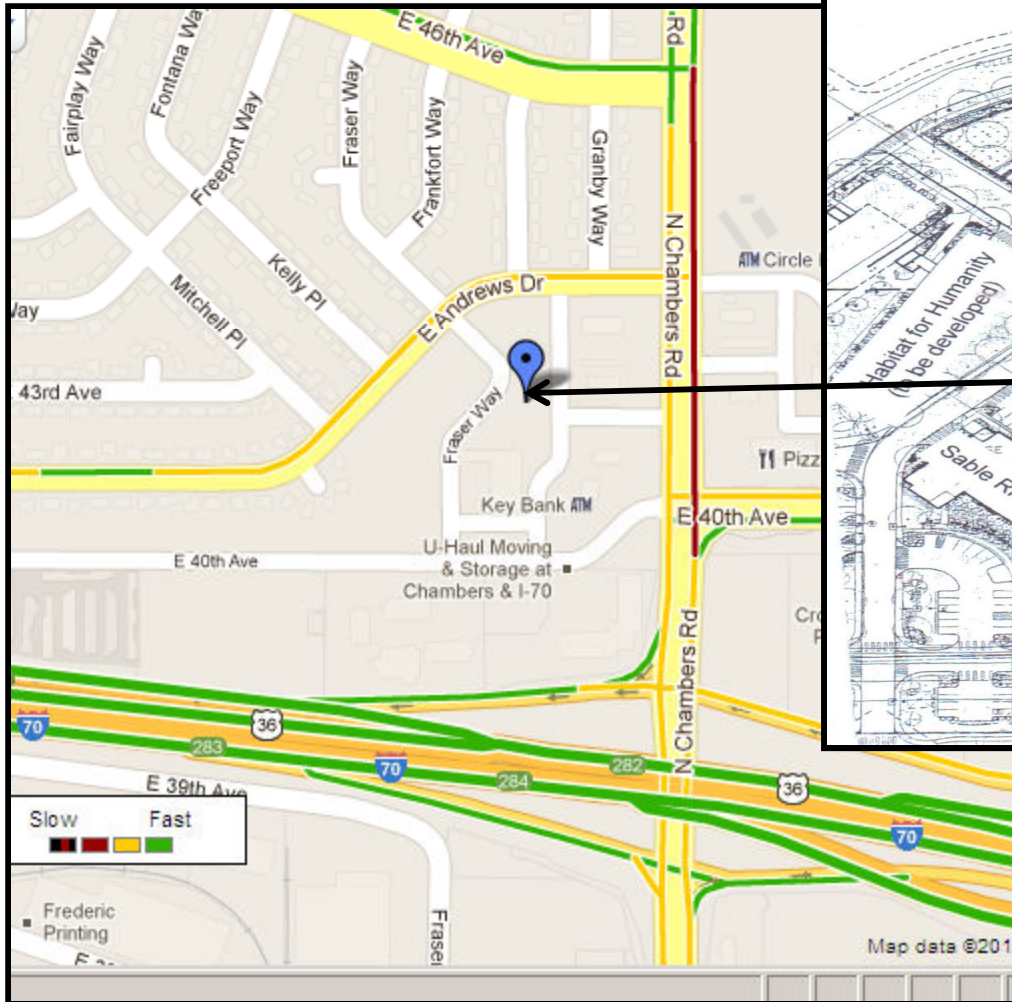 E 46th Ave
Rd
Fairplay Way
Fontana Way
Freeport Way
Fraser Way
Frankfort Way
Granby Way
N Chambers Rd
ATM Circle
Kelly Pl
Mitchell Pl
E Andrews Dr
Way
43rd Ave
Fraser Way
Pizz
Key Bank ATM
E 40th Ave
E 40th Ave
U-Haul Moving
& Storage at
Chambers & I-70
N Chambers Rd
70
36
283
70
284
282
36
70
E 39th Ave
Slow Fast
Frederic
Printing
Fraser
Map data ©201
Habitat for Humanity
(to be developed)
Sable